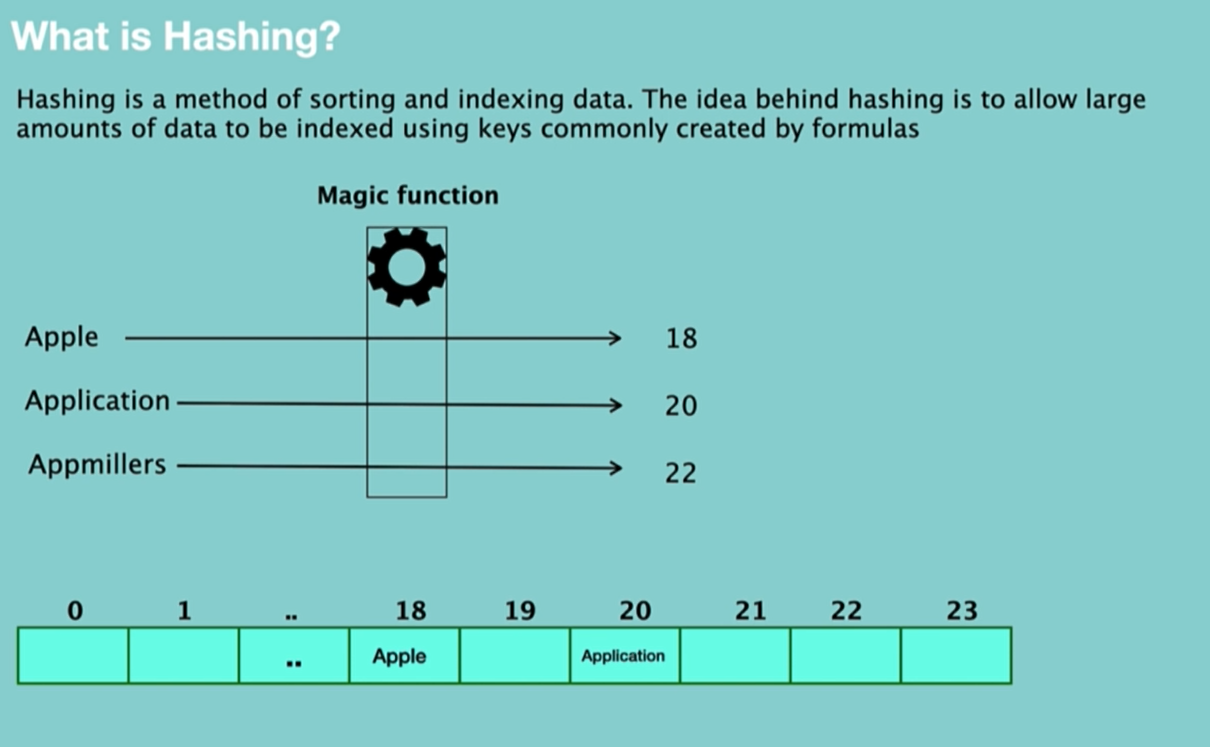 What is Hashing?
Hashing is a method of sorting and indexing data. The idea behind hashing is to allow large
amounts of data to be indexed using keys commonly created by formulas
Magic function
Apple 18
Application 20
Appmillers 22
0 1 .. 18 19 20 21 22 23
.. Apple Application